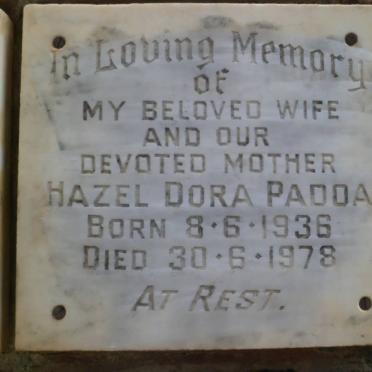 In Loving Memory
of
MY BELOVED WIFE
AND OUR
DEVOTED MOTHER
HAZEL DORA PADOA
BORN 8·6·1936
DIED 30·6·1978
AT REST.